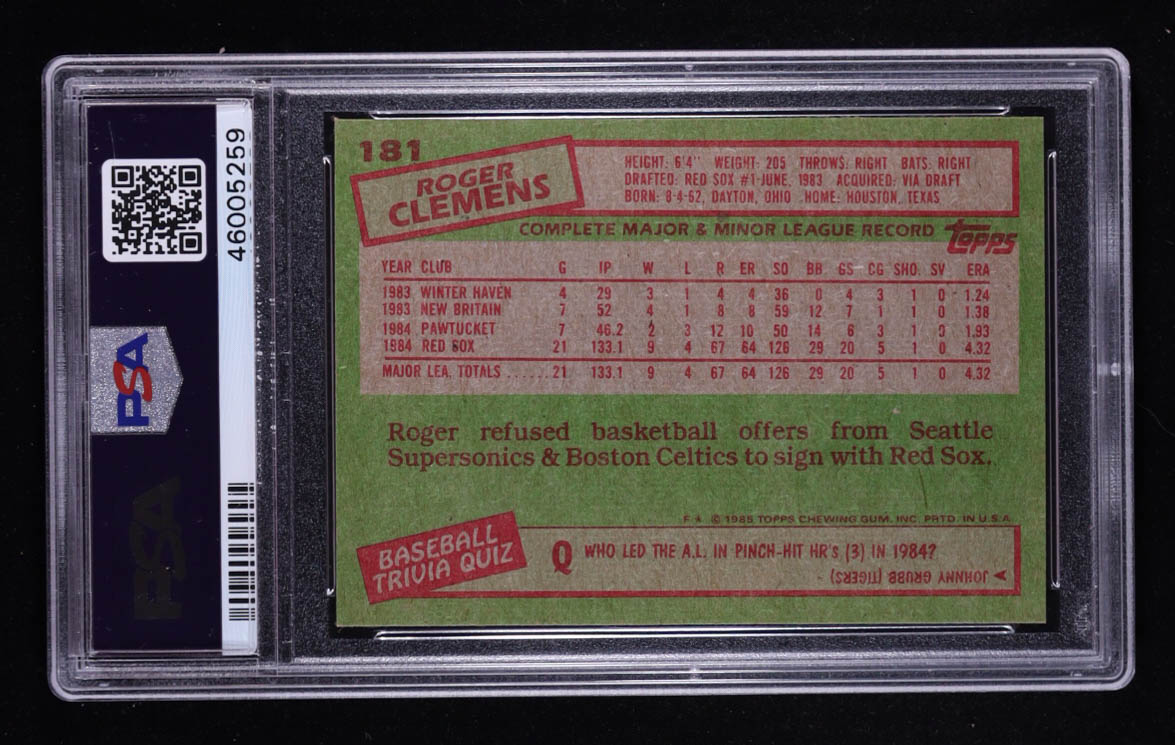 46005259
PSA
PSA
181
ROGER
CLEMENS
HEIGHT: 6'4" WEIGHT: 205 THROWS: RIGHT BATS: RIGHT
DRAFTED: RED SOX #1-JUNE, 1983 ACQUIRED: VIA DRAFT
BORN: 8-4-62, DAYTON, OHIO HOME: HOUSTON, TEXAS
COMPLETE MAJOR & MINOR LEAGUE RECORD
TOPPS
YEAR CLUB G IP W L R ER SO BB GS CG SHO. SV ERA
1983 WINTER HAVEN 4 29 3 1 4 4 36 0 4 3 1 0 1.24
1983 NEW BRITAIN 7 52 4 1 8 8 59 12 7 1 1 0 1.38
1984 PAWTUCKET 7 46.2 2 3 12 10 50 14 6 3 1 0 1.93
1984 RED SOX 21 133.1 9 4 67 64 126 29 20 5 1 0 4.32
MAJOR LEA. TOTALS ...... 21 133.1 9 4 67 64 126 29 20 5 1 0 4.32
Roger refused basketball offers from Seattle
Supersonics & Boston Celtics to sign with Red Sox.
F * © 1985 TOPPS CHEWING GUM, INC. PRTD. IN U.S.A.
BASEBALL
TRIVIA QUIZ
Q WHO LED THE A.L. IN PINCH-HIT HR's (3) IN 1984?
JOHNNY GRUBB (TIGERS)